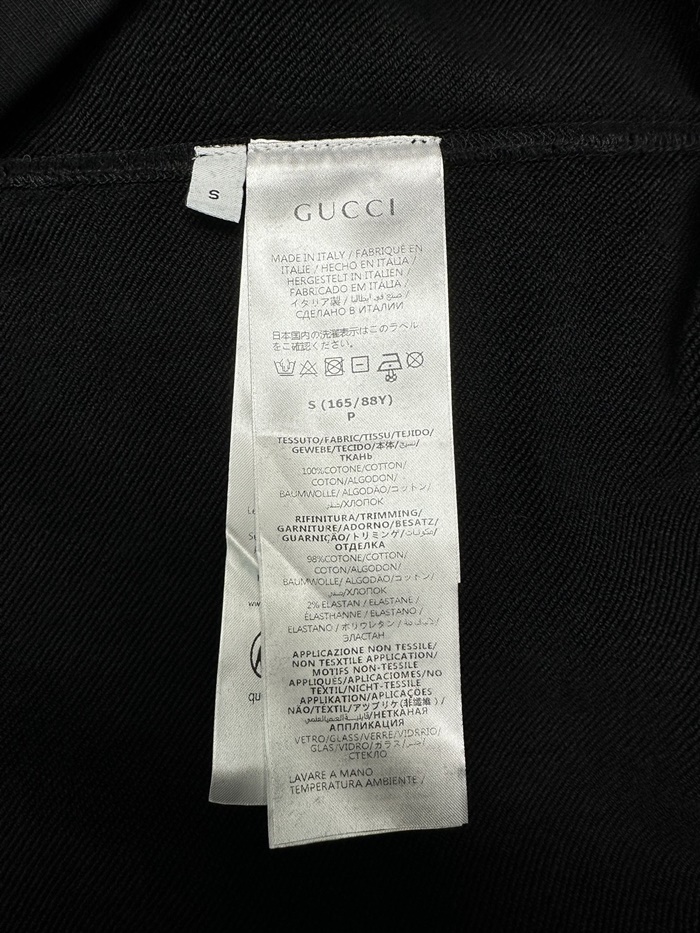 S
GUCCI
MADE IN ITALY / FABRIQUÉ EN
ITALIE / HECHO EN ITALIA /
HERGESTELLT IN ITALIEN /
FABRICADO EM ITALIA /
イタリア製 / صنع في ايطاليا /
СДЕЛАНО В ИТАЛИИ
日本国内の洗濯表示はこのラベル
をご確認ください。
S (165/88Y)
P
TESSUTO/FABRIC/TISSU/TEJIDO/
GEWEBE/TECIDO/本体/نسيج/
ТКАНЬ
100%COTONE/COTTON/
COTON/ALGODON/
BAUMWOLLE/ ALGODÃO/コットン/
/ХЛОПОК
RIFINITURA/TRIMMING/
GARNITURE/ADORNO/BESATZ/
GUARNIÇÃO/トリミング/
ОТДЕЛКА
98%COTONE/COTTON/
COTON/ALGODON/
BAUMWOLLE/ ALGODÃO/コットン/
/ХЛОПОК
2% ELASTAN / ELASTANE /
ÉLASTHANNE / ELASTANO /
ELASTANO / ポリウレタン /
ЭЛАСТАН
APPLICAZIONE NON TESSILE/
NON TESXTILE APPLICATION/
MOTIFS NON-TESSILE
APPLIQUES/APLICACIOMES/NO
TEXTIL/NICHT-TESSILE
APPLIKATION/APLICAÇÕES
NÃO/TEXTIL/アップリケ(非繊維 )/
/НЕТКАНАЯ
АППЛИКАЦИЯ
VETRO/GLASS/VERRE/VIDRRIO/
GLAS/VIDRO/ガラス/
СТЕКЛО
LAVARE A MANO
TEMPERATURA AMBIENTE /
www
qu